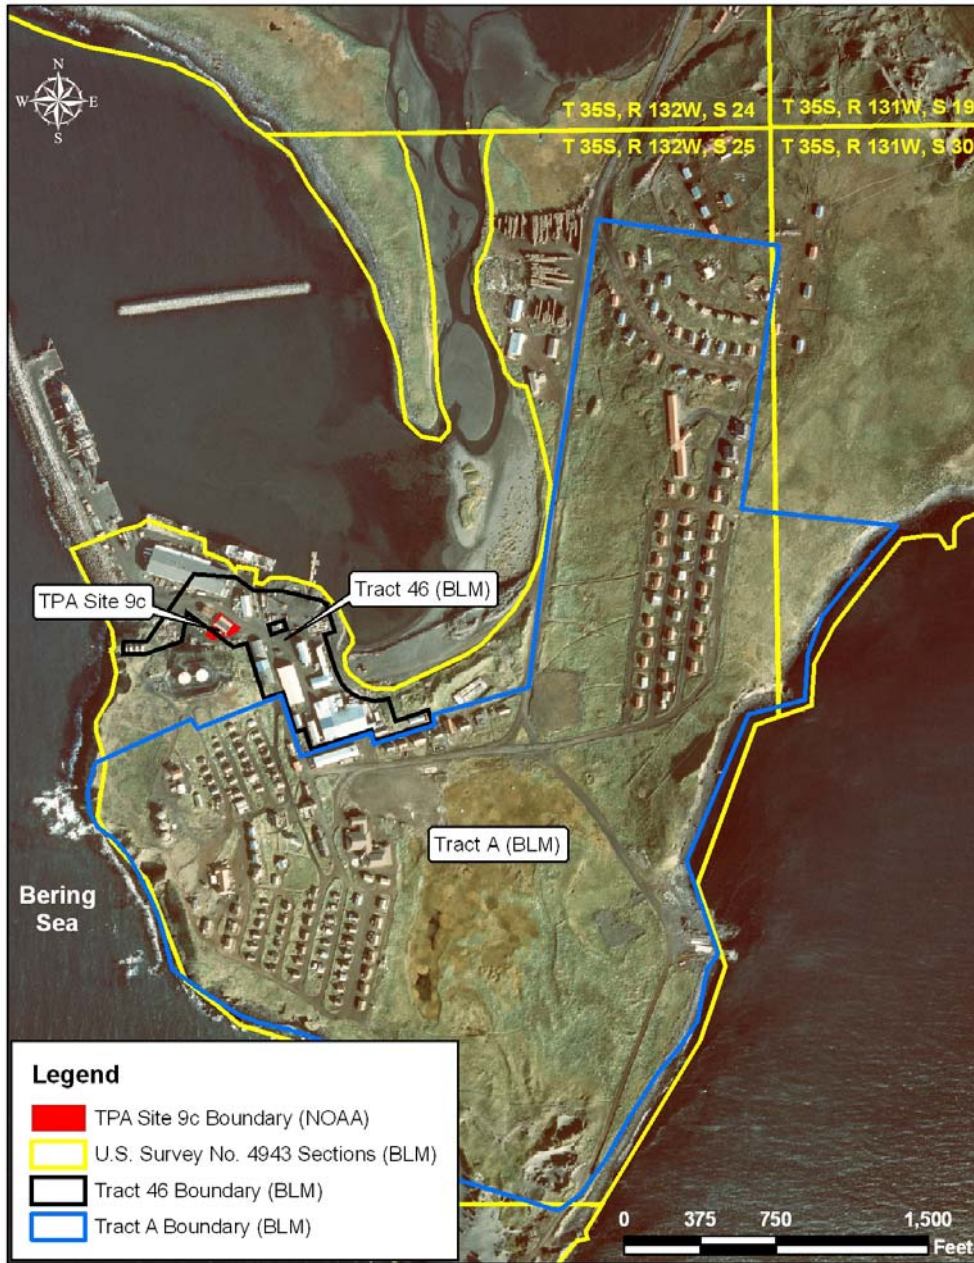 N
W E
S
T 35S, R 132W, S 24
T 35S, R 131W, S 19
T 35S, R 132W, S 25
T 35S, R 131W, S 30
TPA Site 9c
Tract 46 (BLM)
Tract A (BLM)
Bering
Sea
Legend
TPA Site 9c Boundary (NOAA)
U.S. Survey No. 4943 Sections (BLM)
Tract 46 Boundary (BLM)
Tract A Boundary (BLM)
0 375 750 1,500
Feet